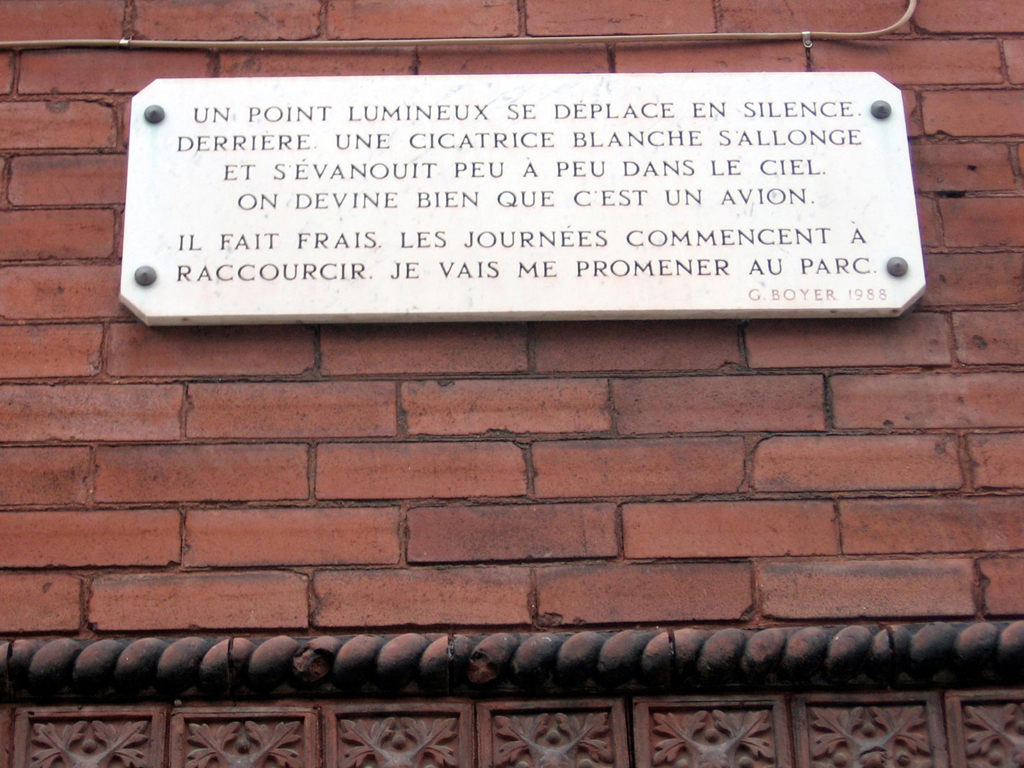 UN POINT LUMINEUX SE DÉPLACE EN SILENCE.
DERRIÈRE. UNE CICATRICE BLANCHE S'ALLONGE
ET S'ÉVANOUIT PEU À PEU DANS LE CIEL.
ON DEVINE BIEN QUE C'EST UN AVION.
IL FAIT FRAIS. LES JOURNÉES COMMENCENT À
RACCOURCIR. JE VAIS ME PROMENER AU PARC.
G. BOYER 1988